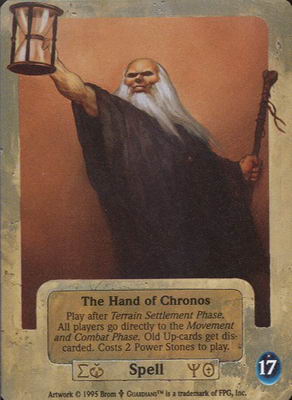 The Hand of Chronos
Play after Terrain Settlement Phase.
All players go directly to the Movement
and Combat Phase. Old Up-cards get dis-
carded. Costs 2 Power Stones to play.
Spell
17
Artwork © 1995 Brom Guardians™ is a trademark of FPG, Inc.